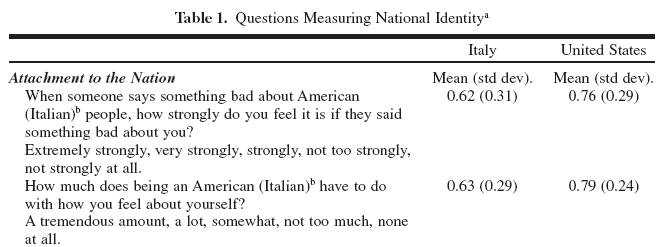 Table 1. Questions Measuring National Identityᵃ
Italy United States
Attachment to the Nation Mean (std dev). Mean (std dev).
When someone says something bad about American 0.62 (0.31) 0.76 (0.29)
(Italian)ᵇ people, how strongly do you feel it is if they said
something bad about you?
Extremely strongly, very strongly, strongly, not too strongly,
not strongly at all.
How much does being an American (Italian)ᵇ have to do 0.63 (0.29) 0.79 (0.24)
with how you feel about yourself?
A tremendous amount, a lot, somewhat, not too much, none
at all.